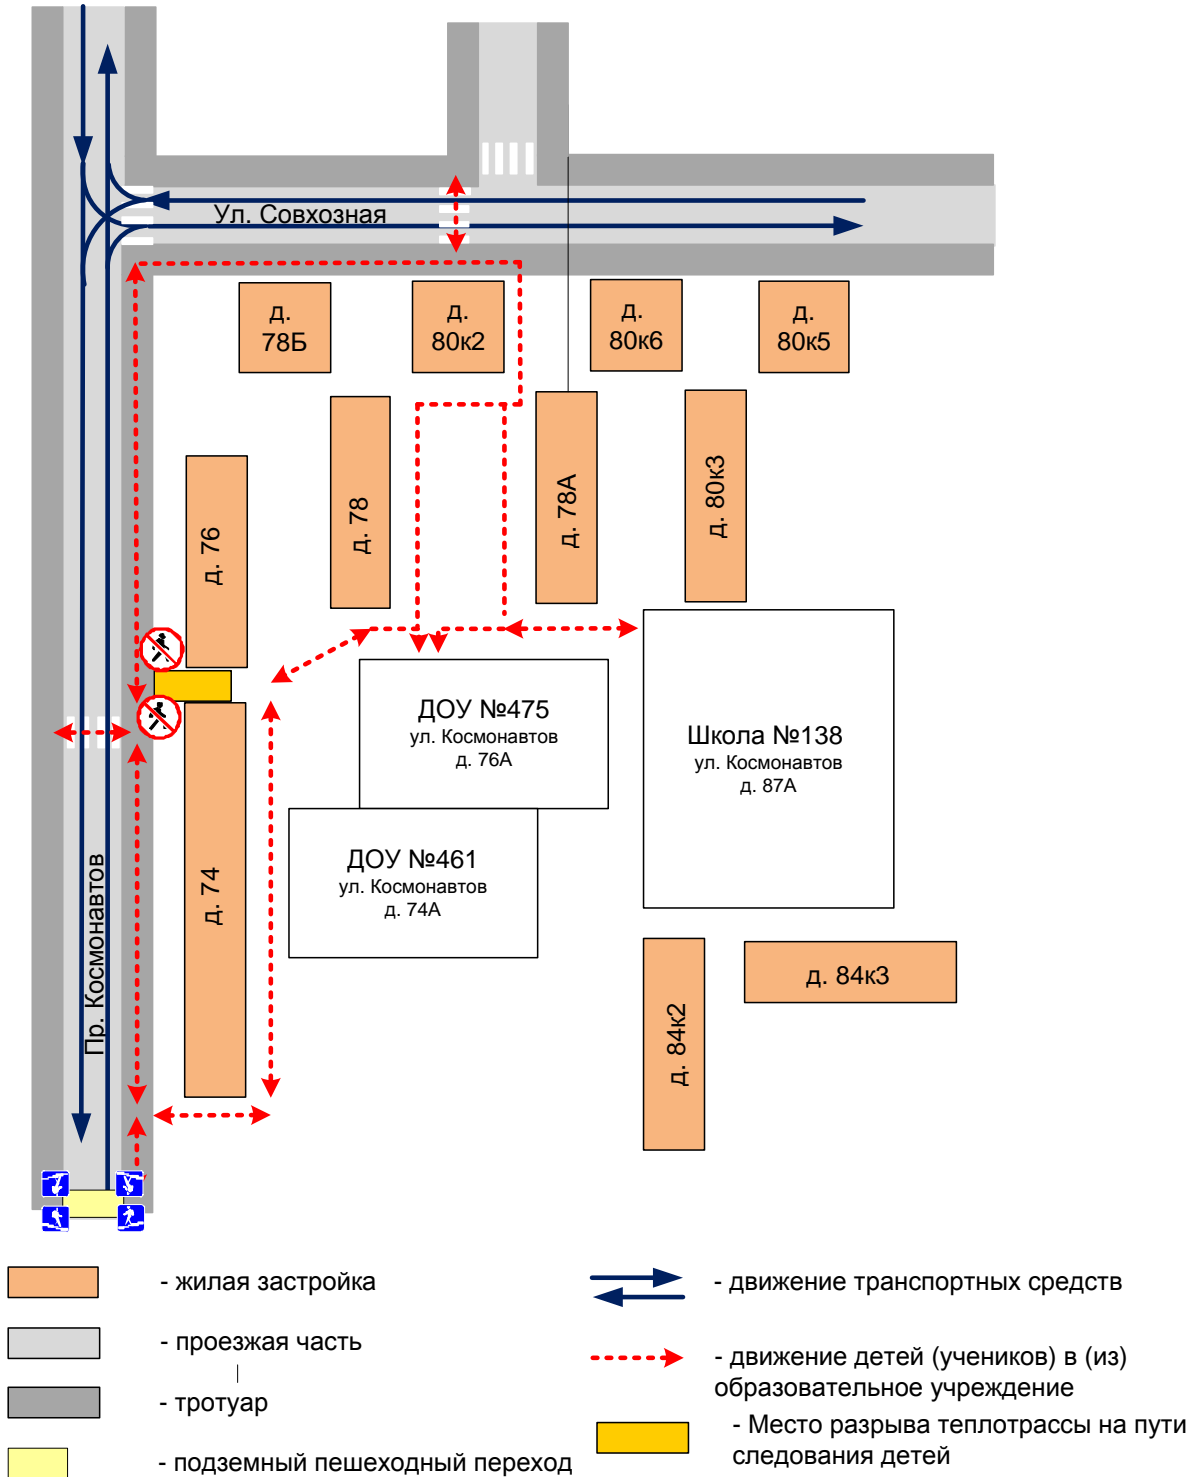 Ул. Совхозная
д.
78Б
д.
80к2
д.
80к6
д.
80к5
д. 76
д. 78
д. 78А
д. 80к3
ДОУ №475
ул. Космонавтов
д. 76А
Школа №138
ул. Космонавтов
д. 87А
ДОУ №461
ул. Космонавтов
д. 74А
д. 74
Пр. Космонавтов
д. 84к2
д. 84к3
- жилая застройка
- проезжая часть
- тротуар
- подземный пешеходный переход
- движение транспортных средств
- движение детей (учеников) в (из)
образовательное учреждение
- Место разрыва теплотрассы на пути
следования детей